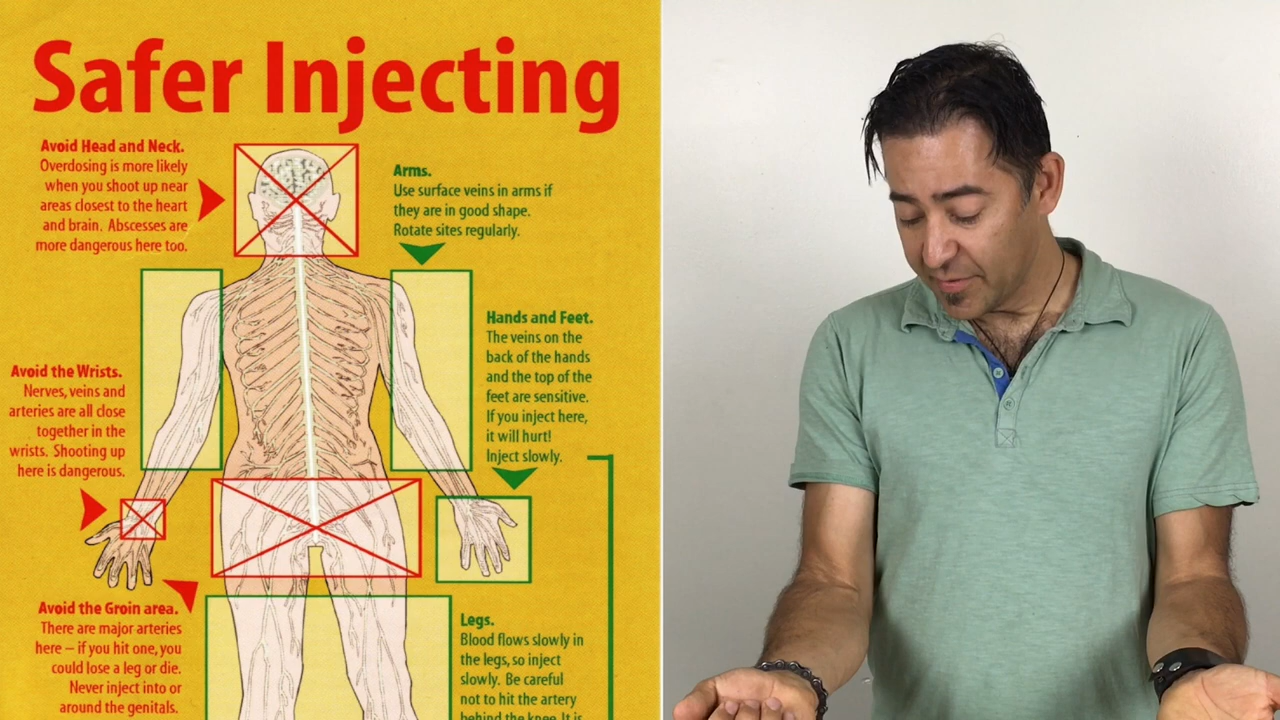 Safer Injecting
Avoid Head and Neck.
Overdosing is more likely
when you shoot up near
areas closest to the heart
and brain. Abscesses are
more dangerous here too.
Arms.
Use surface veins in arms if
they are in good shape.
Rotate sites regularly.
Hands and Feet.
The veins on the
back of the hands
and the top of the
feet are sensitive.
If you inject here,
it will hurt!
Inject slowly.
Avoid the Wrists.
Nerves, veins and
arteries are all close
together in the
wrists. Shooting up
here is dangerous.
Avoid the Groin area.
There are major arteries
here – if you hit one, you
could lose a leg or die.
Never inject into or
around the genitals.
Legs.
Blood flows slowly in
the legs, so inject
slowly. Be careful
not to hit the artery
behind the knee. It is